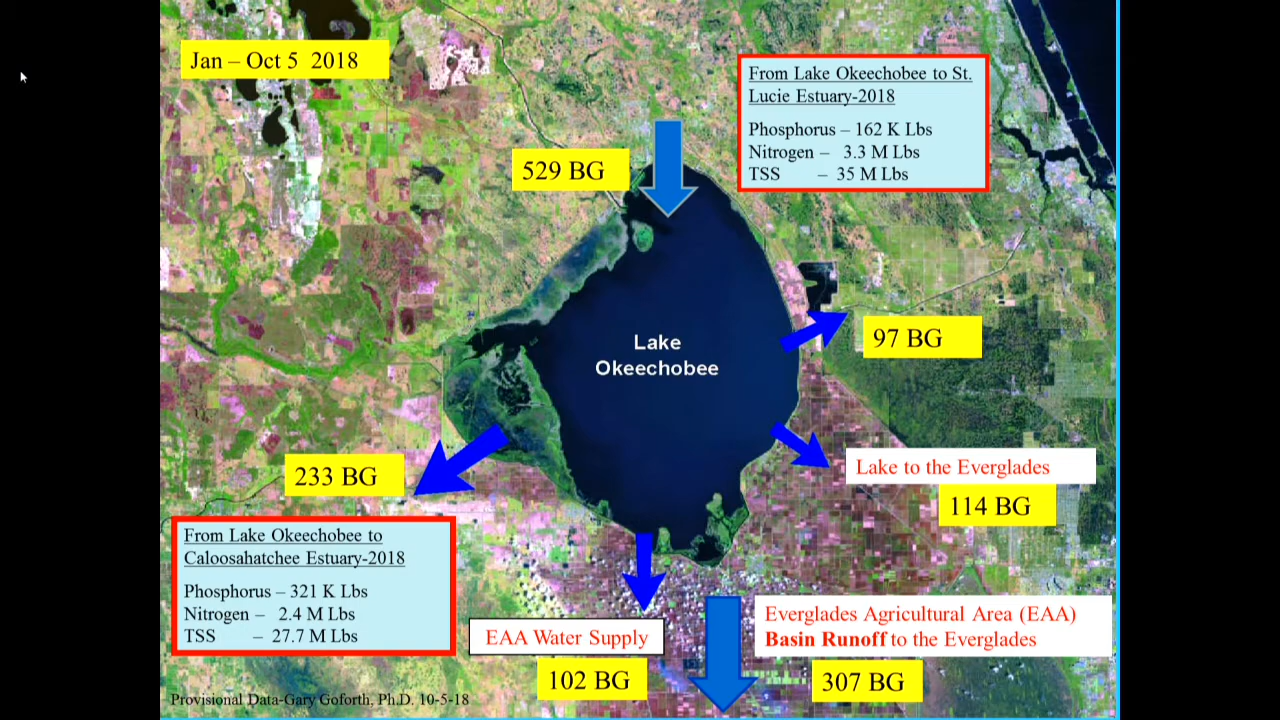 Jan – Oct 5 2018
From Lake Okeechobee to St.
Lucie Estuary-2018
Phosphorus – 162 K Lbs
Nitrogen – 3.3 M Lbs
TSS – 35 M Lbs
529 BG
Lake
Okeechobee
97 BG
233 BG
Lake to the Everglades
114 BG
From Lake Okeechobee to
Caloosahatchee Estuary-2018
Phosphorus – 321 K Lbs
Nitrogen – 2.4 M Lbs
TSS – 27.7 M Lbs
EAA Water Supply
102 BG
Everglades Agricultural Area (EAA)
Basin Runoff to the Everglades
307 BG
Provisional Data-Gary Goforth, Ph.D. 10-5-18